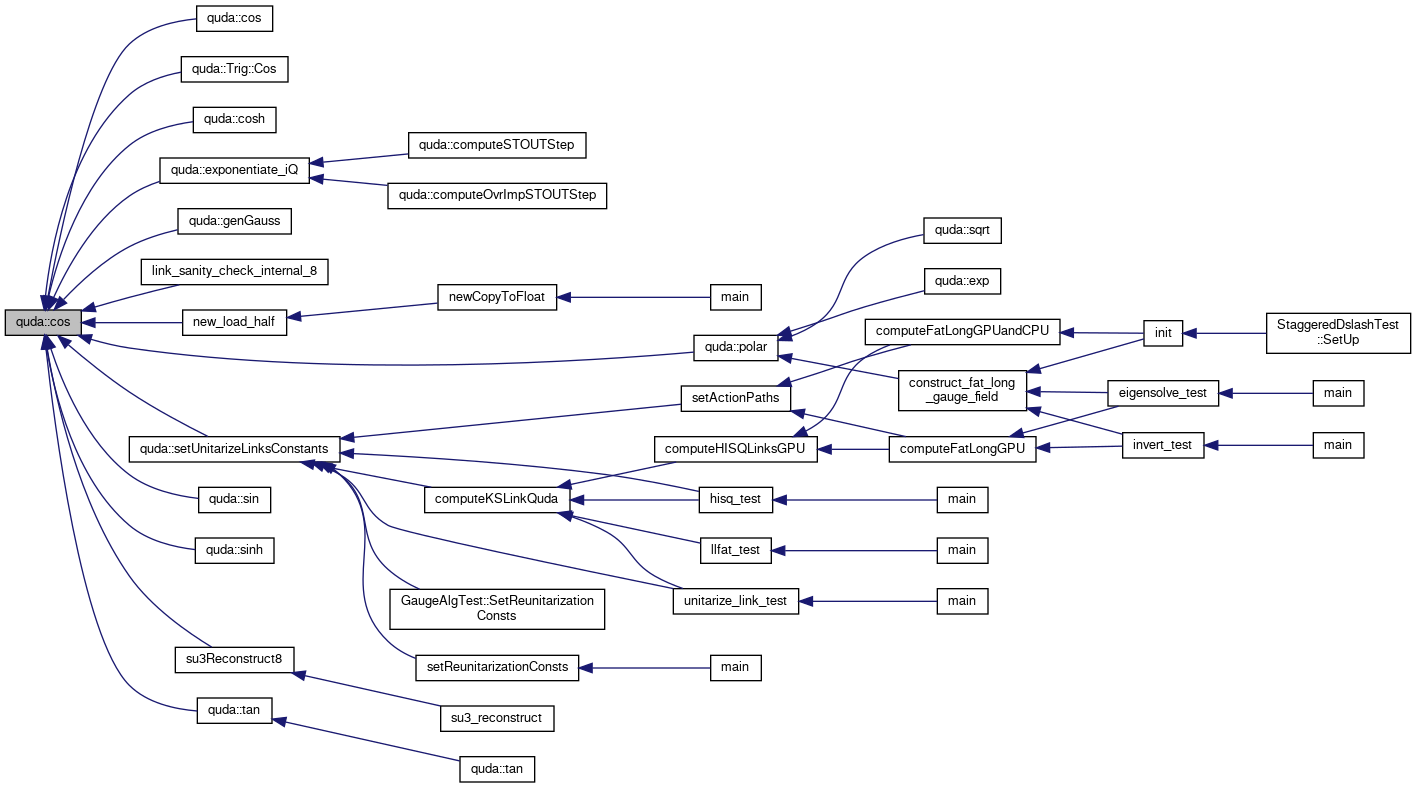 quda::cos
quda::Trig::Cos
quda::cosh
quda::computeSTOUTStep
quda::exponentiate_iQ
quda::computeOvrImpSTOUTStep
quda::genGauss
quda::sqrt
link_sanity_check_internal_8
quda::exp
newCopyToFloat
main
quda::cos
new_load_half
computeFatLongGPUandCPU
init
StaggeredDslashTest
::SetUp
quda::polar
construct_fat_long
_gauge_field
setActionPaths
eigensolve_test
main
quda::setUnitarizeLinksConstants
computeHISQLinksGPU
computeFatLongGPU
invert_test
main
quda::sin
computeKSLinkQuda
hisq_test
main
quda::sinh
llfat_test
main
GaugeAlgTest::SetReunitarization
Consts
unitarize_link_test
main
su3Reconstruct8
setReunitarizationConsts
main
quda::tan
su3_reconstruct
quda::tan